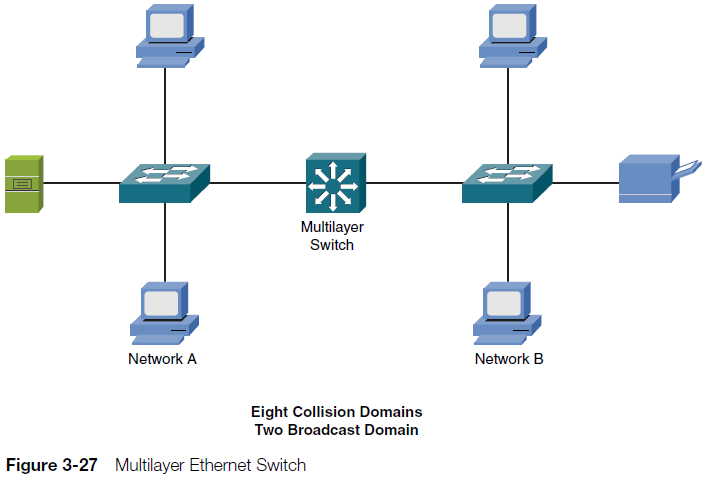 Multilayer
Switch
Network A
Network B
Eight Collision Domains
Two Broadcast Domain
Figure 3-27 Multilayer Ethernet Switch